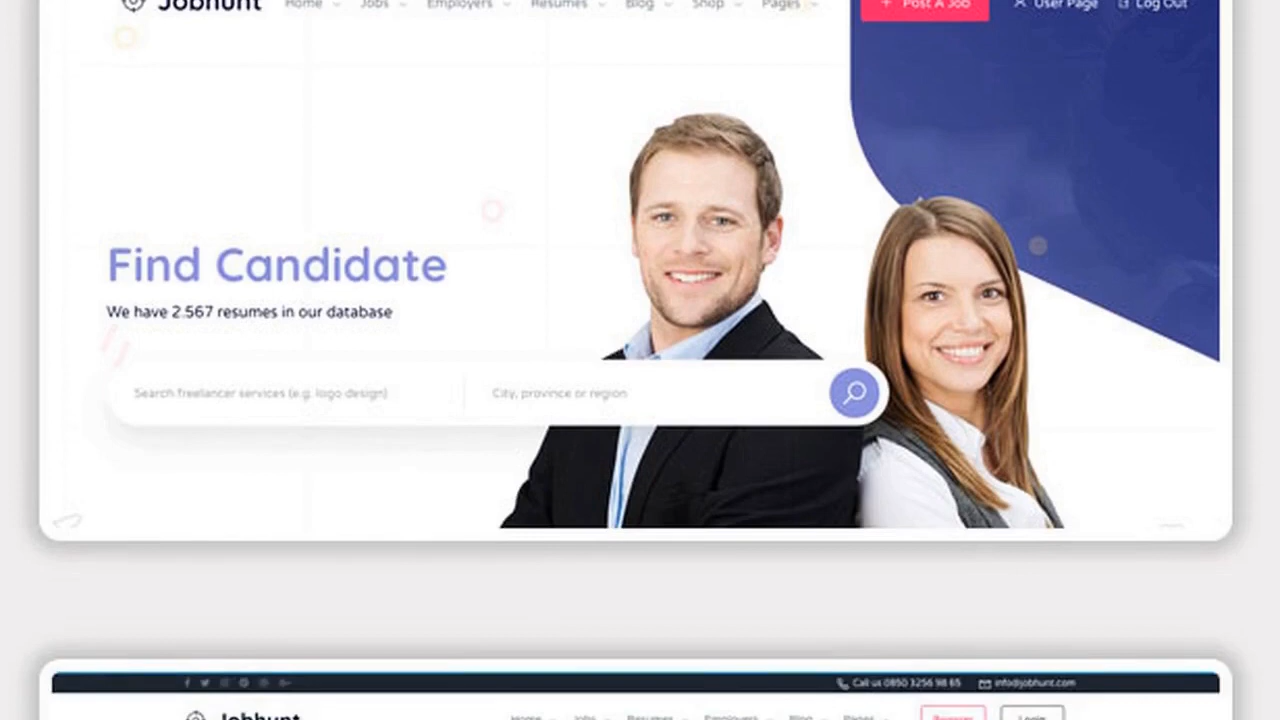 Jobhunt Home Jobs Employers Resumes Blog Shop Pages + Post A Job User Page Log Out
Find Candidate
We have 2.567 resumes in our database
Search freelancer services (e.g. logo design) City, province or region
Call us 0850 3256 98 65 info@jobhunt.com
Jobhunt Home Jobs Resumes Employers Blog Pages Register Login